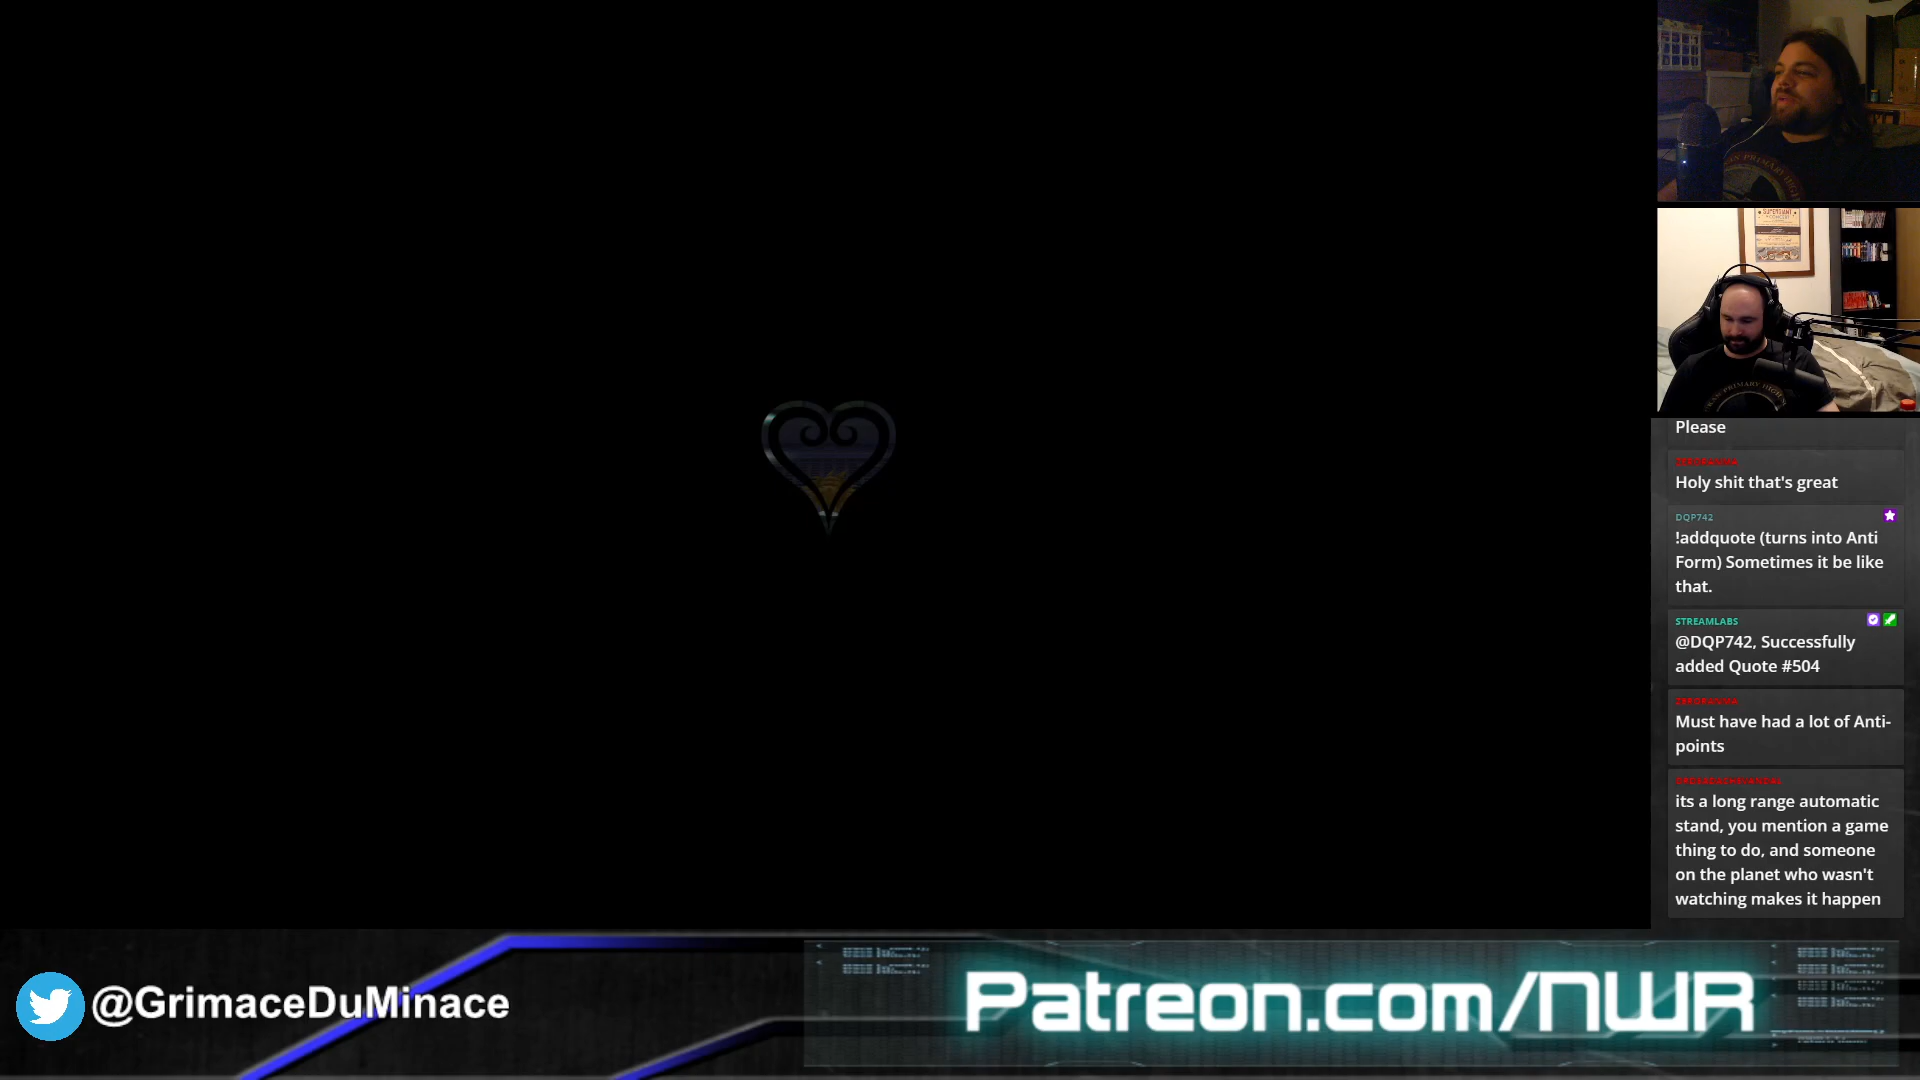 Please
Holy shit that's great
DQP742
!addquote (turns into Anti
Form) Sometimes it be like
that.
STREAMLABS
@DQP742, Successfully
added Quote #504
Must have had a lot of Anti-
points
its a long range automatic
stand, you mention a game
thing to do, and someone
on the planet who wasn't
watching makes it happen
@GrimaceDuMinace
Patreon.com/NWR